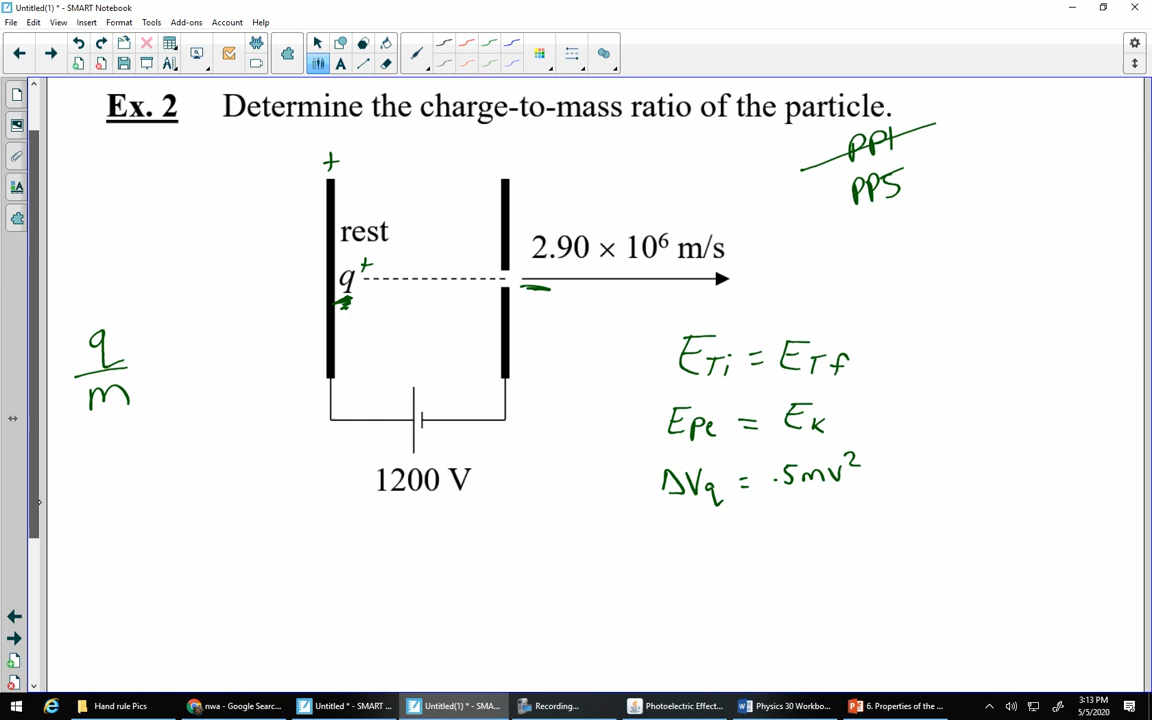 Untitled(1) * - SMART Notebook
File Edit View Insert Format Tools Add-ons Account Help
Ex. 2 Determine the charge-to-mass ratio of the particle.
PP1
PP5
+
rest
q+
2.90 × 10⁶ m/s
q
m
ETi = ETf
Epe = Ek
ΔVq = .5mv²
1200 V
Hand rule Pics
nwa - Google Searc...
Untitled * - SMART ...
Untitled(1) * - SMA...
Recording...
Photoelectric Effect...
Physics 30 Workbo...
6. Properties of the ...
3:13 PM
5/5/2020